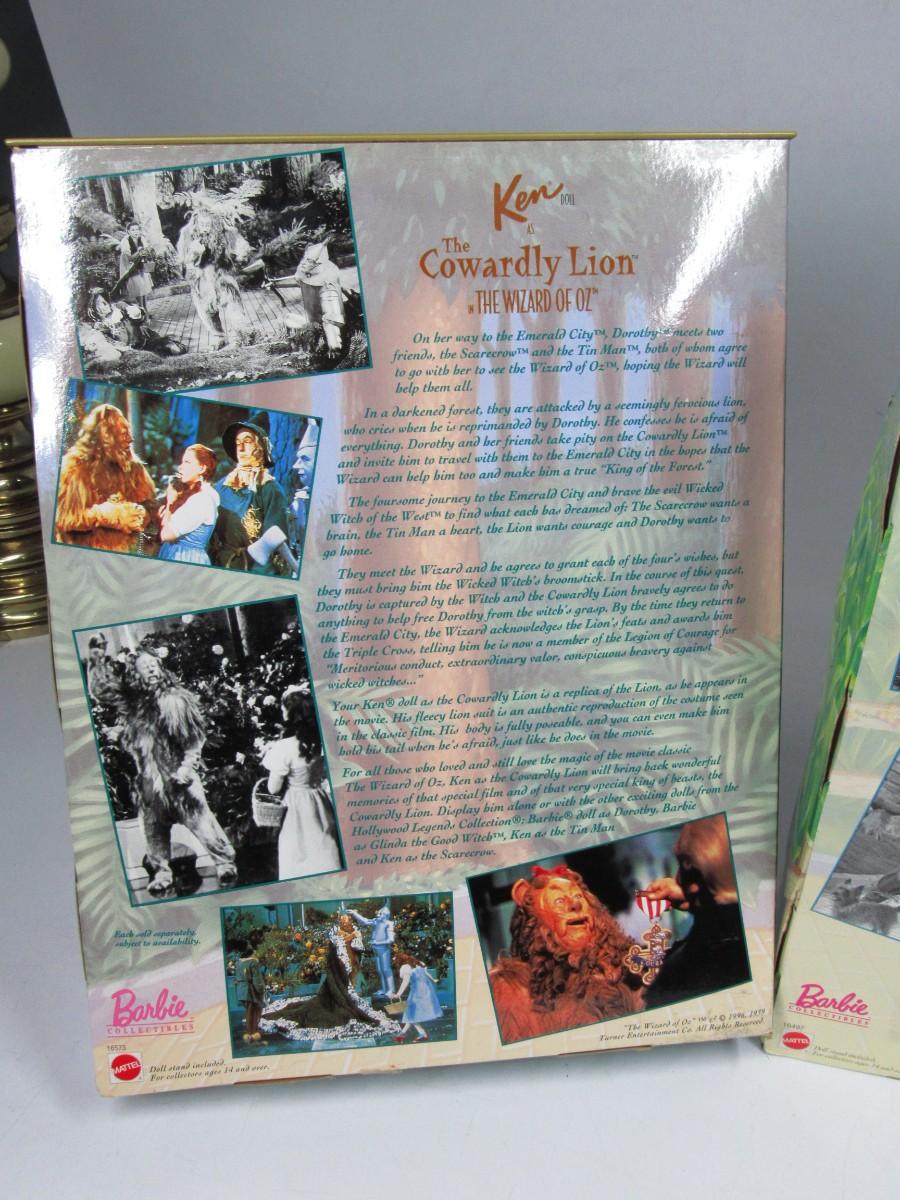 Ken DOLL
AS
The
Cowardly Lion™
IN THE WIZARD OF OZ™
On her way to the Emerald City™, Dorothy™ meets two
friends, the Scarecrow™ and the Tin Man™, both of whom agree
to go with her to see the Wizard of Oz™, hoping the Wizard will
help them all.
In a darkened forest, they are attacked by a seemingly ferocious lion,
who cries when he is reprimanded by Dorothy. He confesses he is afraid of
everything. Dorothy and her friends take pity on the Cowardly Lion™
and invite him to travel with them to the Emerald City in the hopes that the
Wizard can help him too and make him a true "King of the Forest."
The foursome journey to the Emerald City and brave the evil Wicked
Witch of the West™ to find what each has dreamed of: The Scarecrow wants a
brain, the Tin Man a heart, the Lion wants courage and Dorothy wants to
go home.
They meet the Wizard and he agrees to grant each of the four's wishes, but
they must bring him the Wicked Witch's broomstick. In the course of this quest,
Dorothy is captured by the Witch and the Cowardly Lion bravely agrees to do
anything to help free Dorothy from the witch's grasp. By the time they return to
the Emerald City, the Wizard acknowledges the Lion's feats and awards him
the Triple Cross, telling him he is now a member of the Legion of Courage for
"Meritorious conduct, extraordinary valor, conspicuous bravery against
wicked witches..."
Your Ken® doll as the Cowardly Lion is a replica of the Lion, as he appears in
the movie. His fleecy lion suit is an authentic reproduction of the costume seen
in the classic film. His body is fully poseable, and you can even make him
hold his tail when he's afraid, just like he does in the movie.
For all those who loved and still love the magic of the movie classic
The Wizard of Oz, Ken as the Cowardly Lion will bring back wonderful
memories of that special film and of that very special king of beasts, the
Cowardly Lion. Display him alone or with the other exciting dolls from the
Hollywood Legends Collection®: Barbie® doll as Dorothy, Barbie
as Glinda the Good Witch™, Ken as the Tin Man
and Ken as the Scarecrow.
Each sold separately,
subject to availability.
COURAGE
Barbie
COLLECTIBLES
16573
MATTEL
Doll stand included.
For collectors ages 14 and over.
"The Wizard of Oz" ™ & © 1996, 1939
Turner Entertainment Co. All Rights Reserved.
Barbie
COLLECTIBLES
16497
MATTEL
Doll stand included.
For collectors ages 14 and